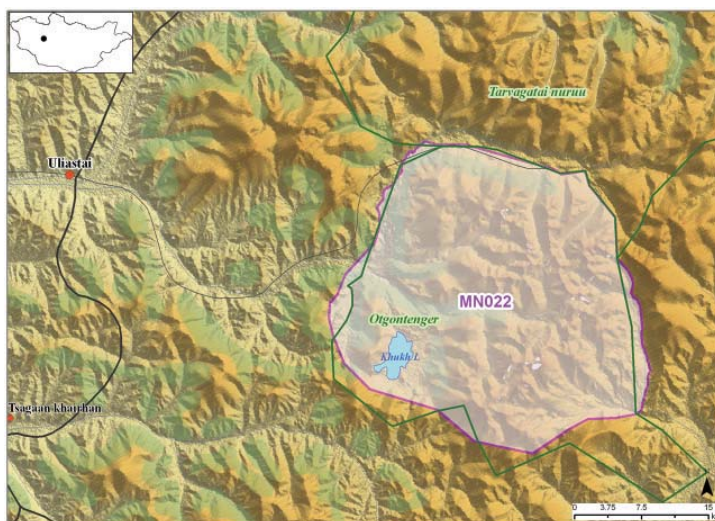 Tarvagatai nuruu
Uliastai
MN022
Otgontenger
Khukh L
Tsagaan khairhan
0 3.75 7.5 15